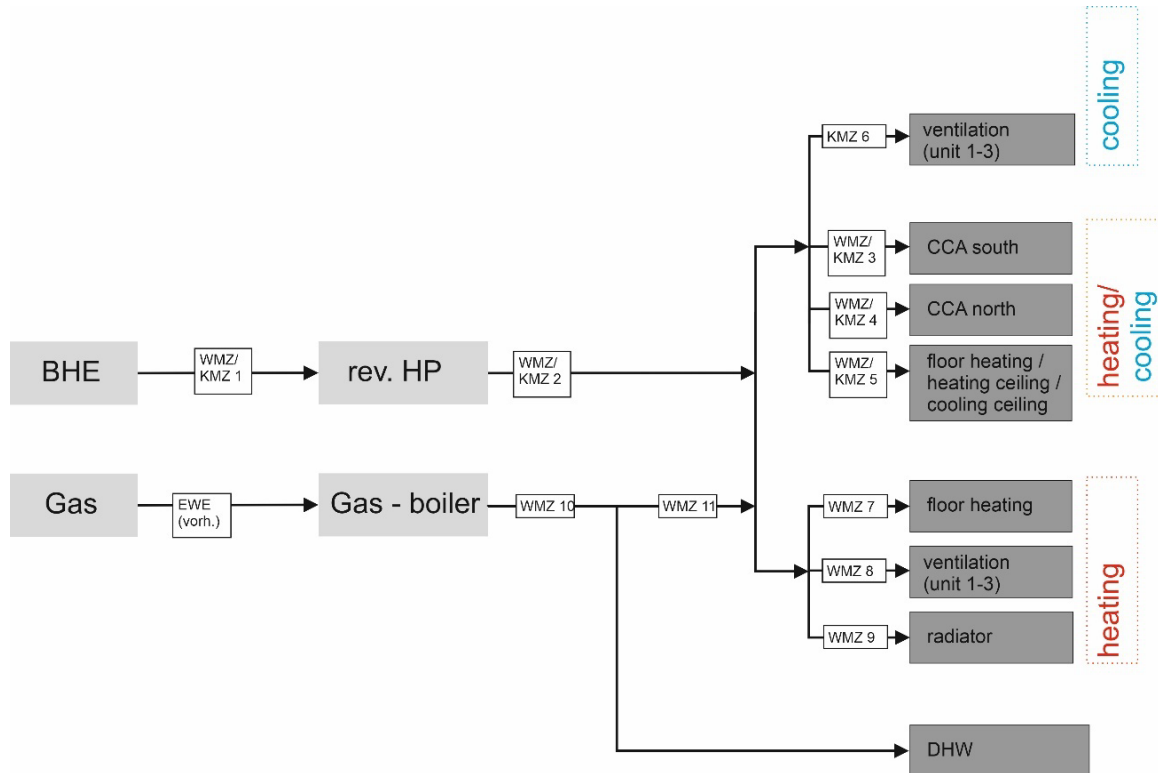 cooling
KMZ 6
ventilation
(unit 1-3)
WMZ/
KMZ 3
CCA south
WMZ/
KMZ 4
CCA north
heating/
cooling
BHE
WMZ/
KMZ 1
rev. HP
WMZ/
KMZ 2
WMZ/
KMZ 5
floor heating /
heating ceiling /
cooling ceiling
Gas
EWE
(vorh.)
Gas - boiler
WMZ 10
WMZ 11
WMZ 7
floor heating
WMZ 8
ventilation
(unit 1-3)
heating
WMZ 9
radiator
DHW